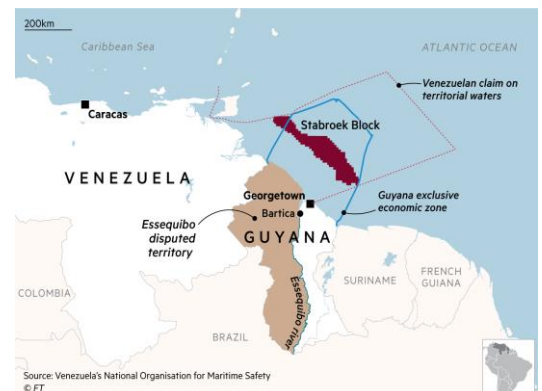 200km
Caribbean Sea
ATLANTIC OCEAN
Venezuelan claim on
territorial waters
Caracas
Stabroek Block
VENEZUELA
Georgetown
Guyana exclusive
economic zone
Bartica
Essequibo
disputed
territory
GUYANA
Essequibo river
COLOMBIA
SURINAME
FRENCH
GUIANA
BRAZIL
Source: Venezuela's National Organisation for Maritime Safety
© FT